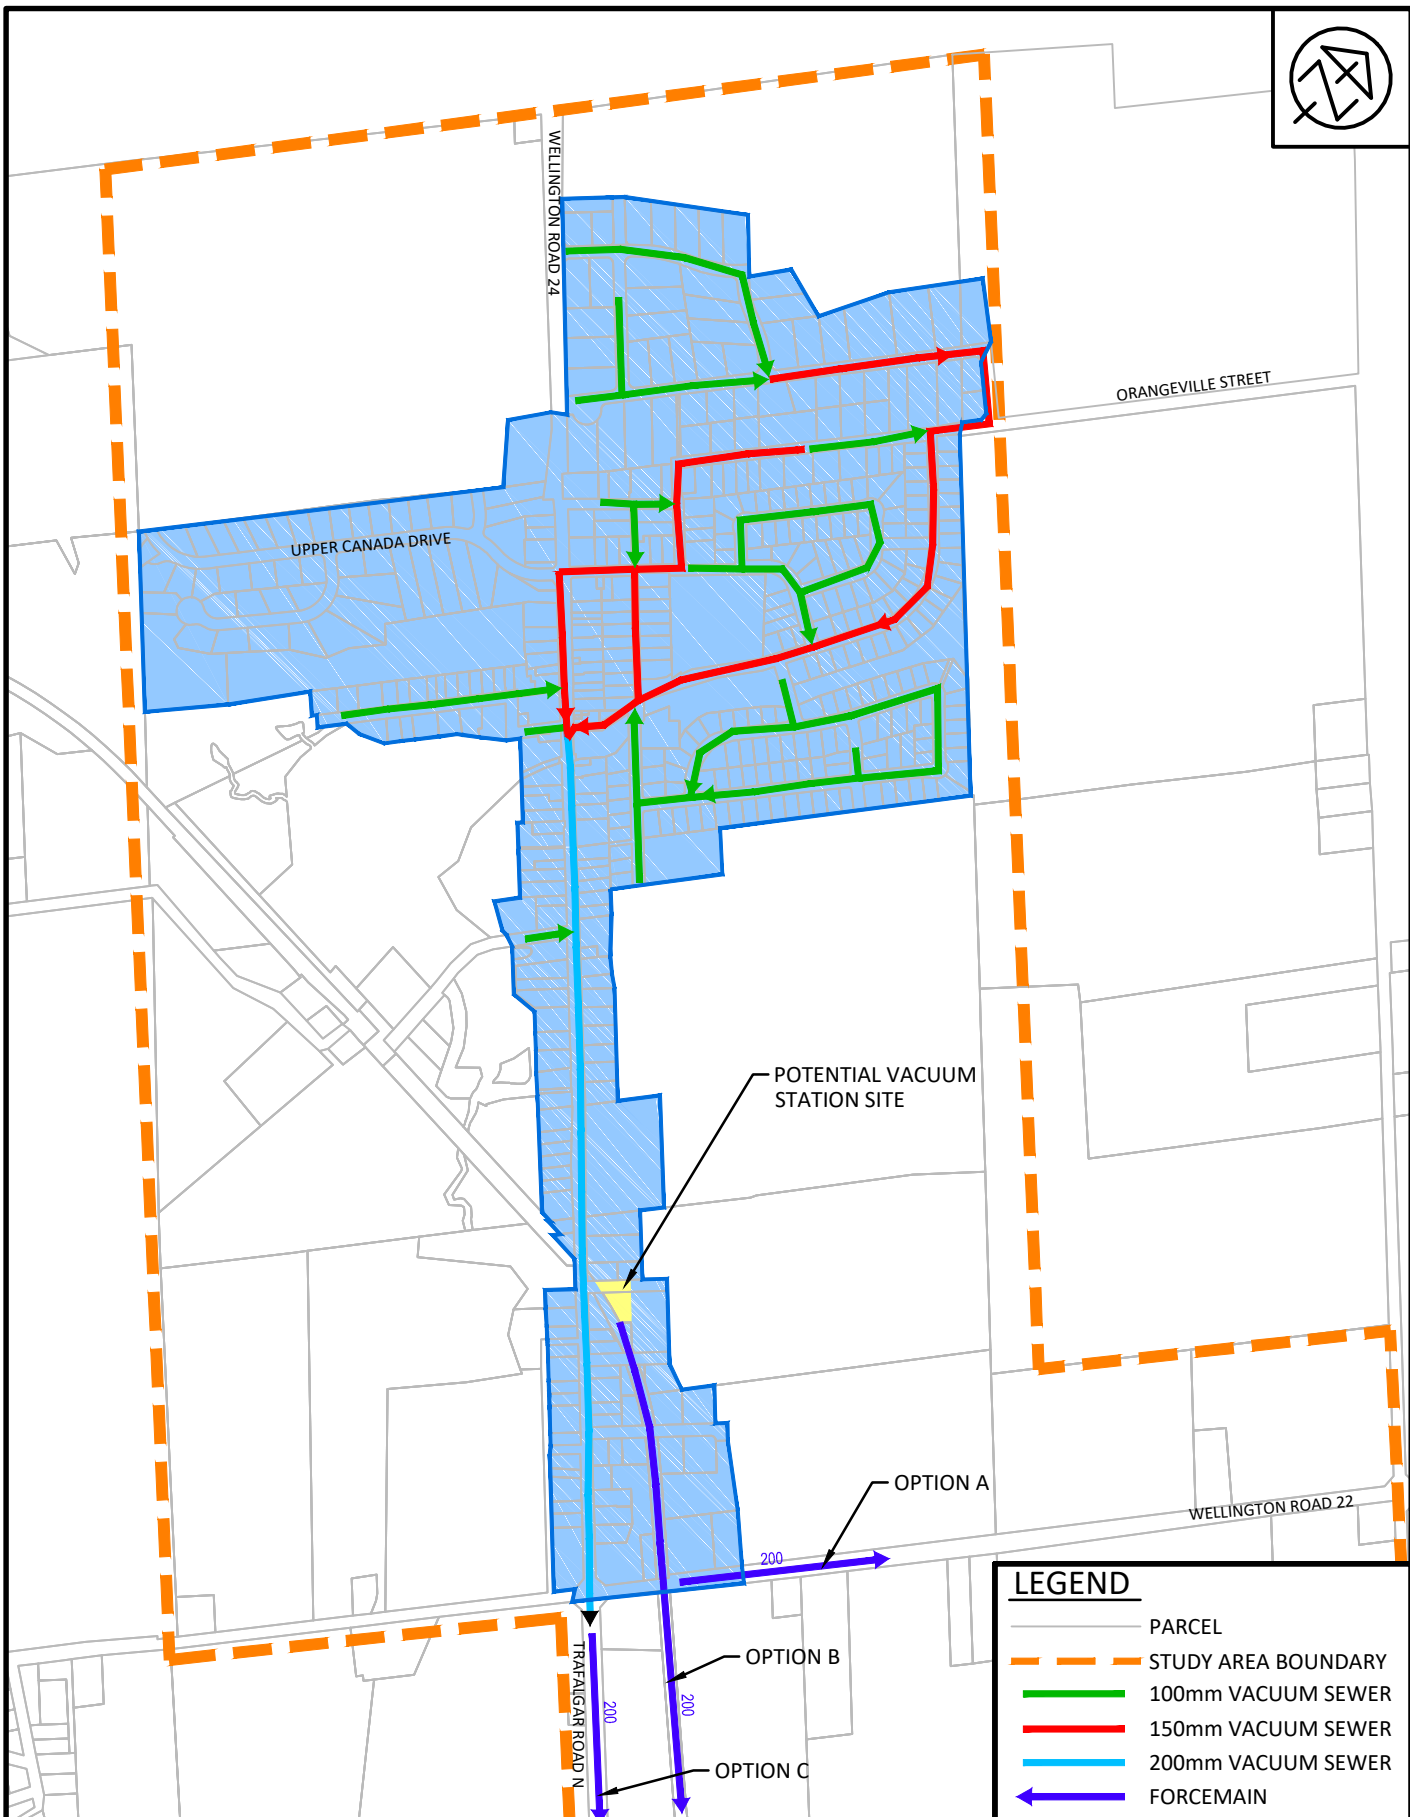 WELLINGTON ROAD 24
ORANGEVILLE STREET
UPPER CANADA DRIVE
POTENTIAL VACUUM
STATION SITE
OPTION A
WELLINGTON ROAD 22
200
OPTION B
200
200
TRAFALGAR ROAD N
OPTION C
LEGEND
PARCEL
STUDY AREA BOUNDARY
100mm VACUUM SEWER
150mm VACUUM SEWER
200mm VACUUM SEWER
FORCEMAIN